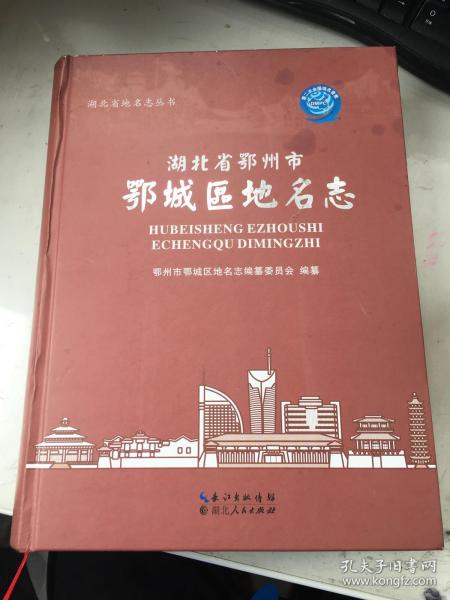 湖北省地名志丛书
DMPC
湖北省鄂州市
鄂城區地名志
HUBEISHENG EZHOUSHI
ECHENGQU DIMINGZHI
鄂州市鄂城区地名志编纂委员会 编纂
长江出版传媒
湖北人民出版社
孔夫子旧书网
www.kongfz.com